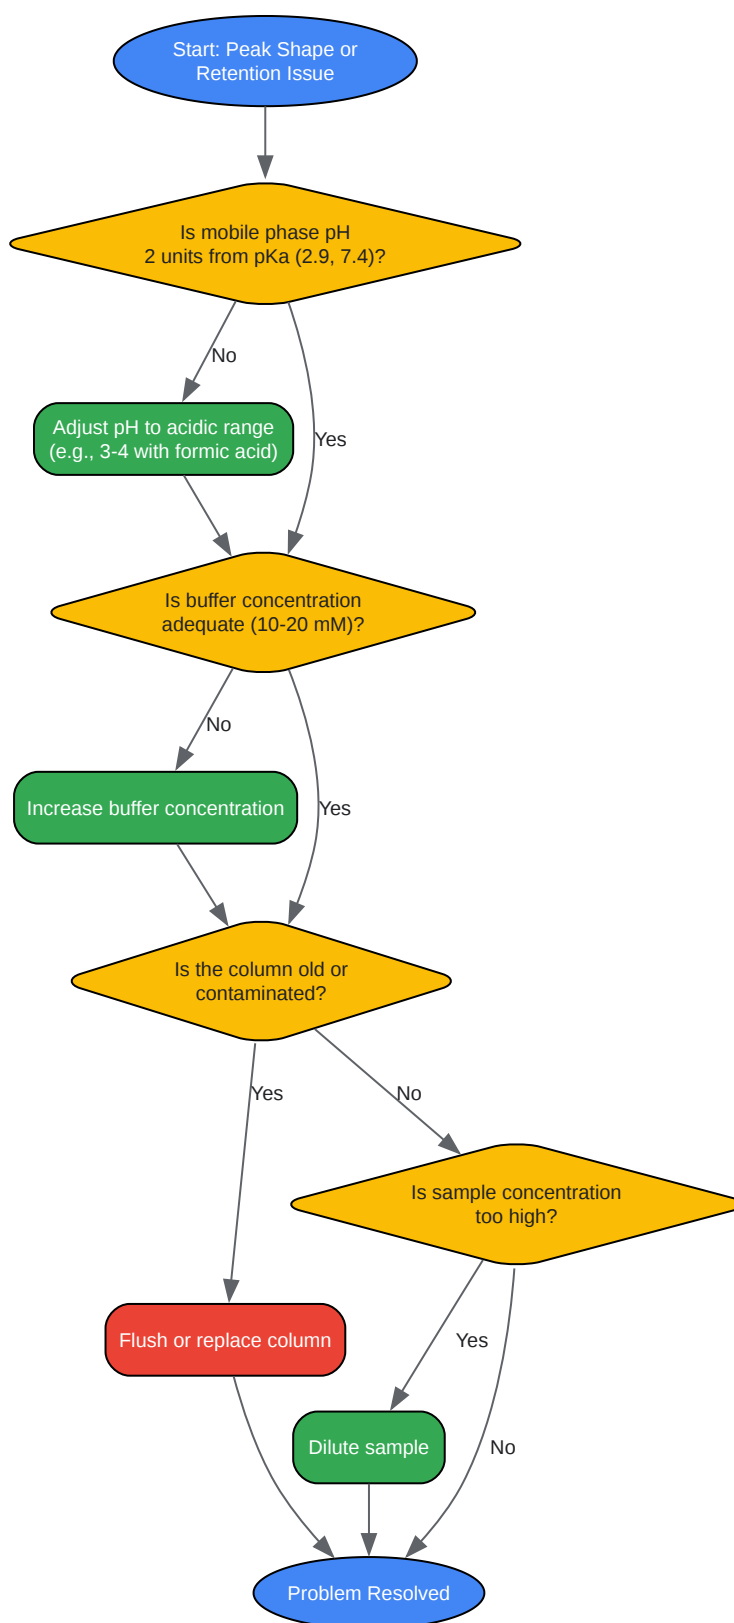 Start: Peak Shape or
Retention Issue
Is mobile phase pH
2 units from pKa (2.9, 7.4)?
No
Yes
Adjust pH to acidic range
(e.g., 3-4 with formic acid)
Is buffer concentration
adequate (10-20 mM)?
No
Yes
Increase buffer concentration
Is the column old or
contaminated?
Yes
No
Is sample concentration
too high?
Flush or replace column
Yes
No
Dilute sample
Problem Resolved